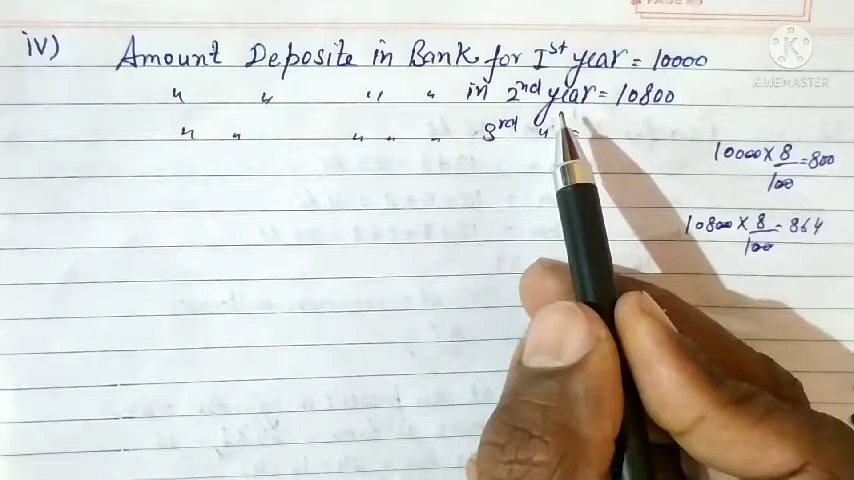 iv) Amount Deposite in Bank for Ist year = 10000
" " " " in 2nd year = 10800
" " " " " 3rd " =
10000 × 8/100 = 800
10800 × 8/100 = 864
KINEMASTER